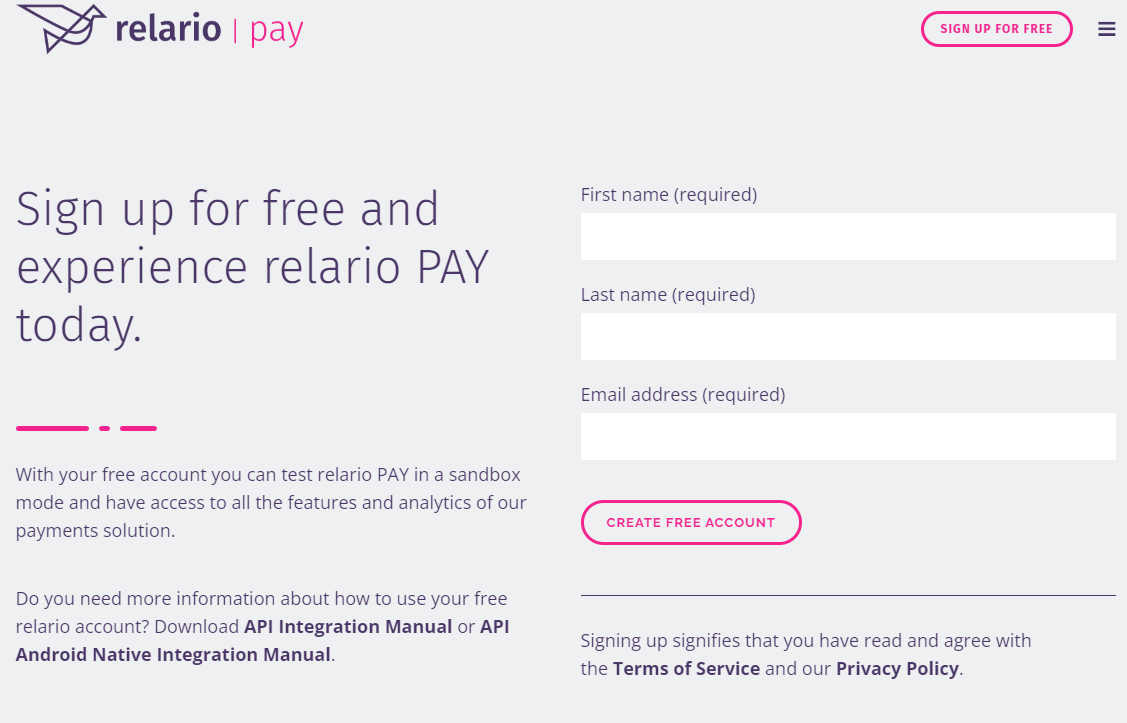 relario | pay
SIGN UP FOR FREE
Sign up for free and
experience relario PAY
today.
With your free account you can test relario PAY in a sandbox
mode and have access to all the features and analytics of our
payments solution.
Do you need more information about how to use your free
relario account? Download API Integration Manual or API
Android Native Integration Manual.
First name (required)
Last name (required)
Email address (required)
CREATE FREE ACCOUNT
Signing up signifies that you have read and agree with
the Terms of Service and our Privacy Policy.